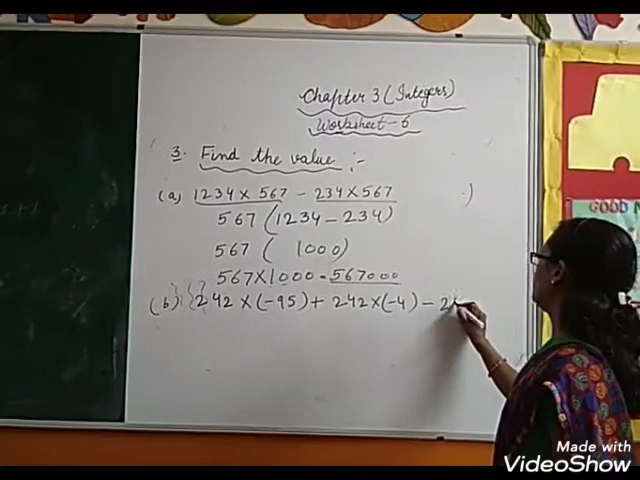 Chapter 3 (Integers)
Worksheet-6
3. Find the value :-
(a) 1234 × 567 - 234 × 567
567 (1234 - 234)
567 ( 1000)
567 × 1000 = 567000
(b) 242 × (-95) + 242 × (-4) - 2
GOOD
Made with
VideoShow